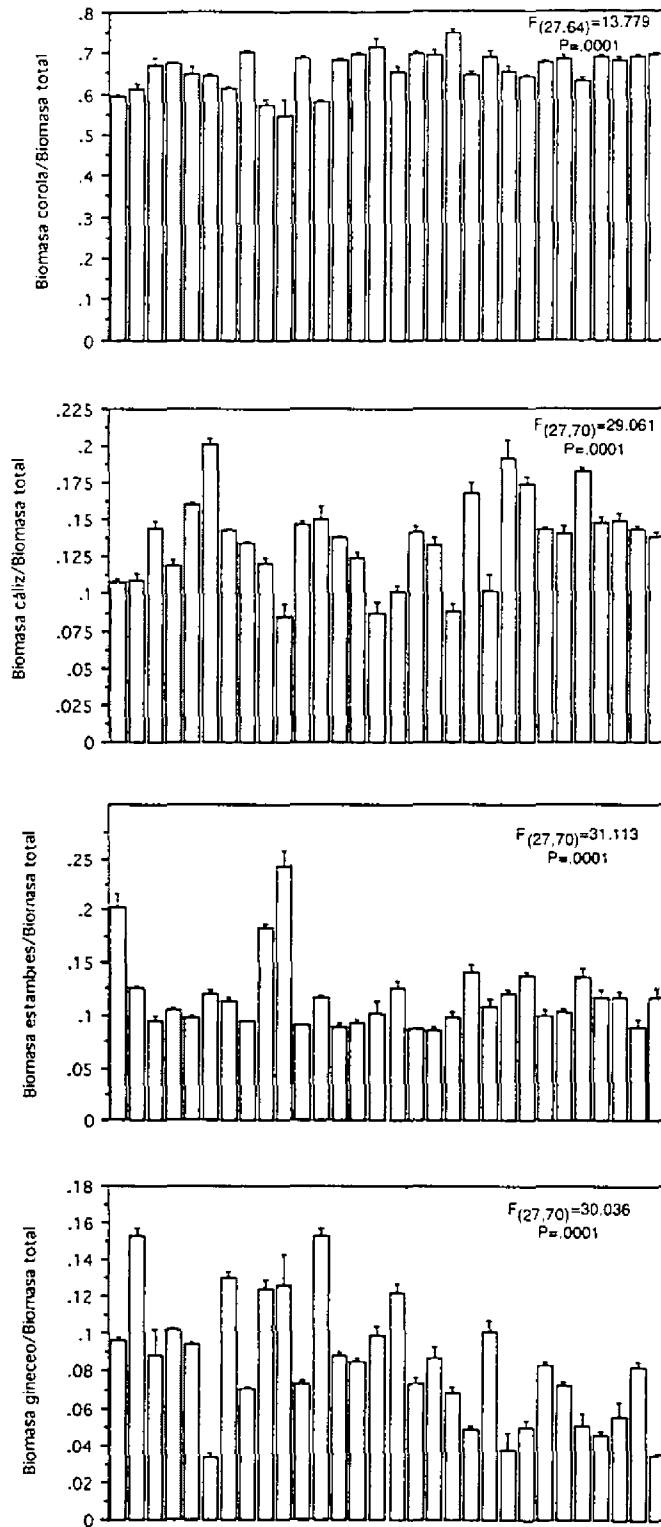 Biomasa corola/Biomasa total
.8
.7
.6
.5
.4
.3
.2
.1
0
F(27.64)=13.779
P=.0001
Biomasa cáliz/Biomasa total
.225
.2
.175
.15
.125
.1
.075
.05
.025
0
F(27,70)=29.061
P=.0001
Biomasa estambres/Biomasa total
.25
.2
.15
.1
.05
0
F(27,70)=31.113
P=.0001
Biomasa gineceo/Biomasa total
.18
.16
.14
.12
.1
.08
.06
.04
.02
0
F(27,70)=30.036
P=.0001